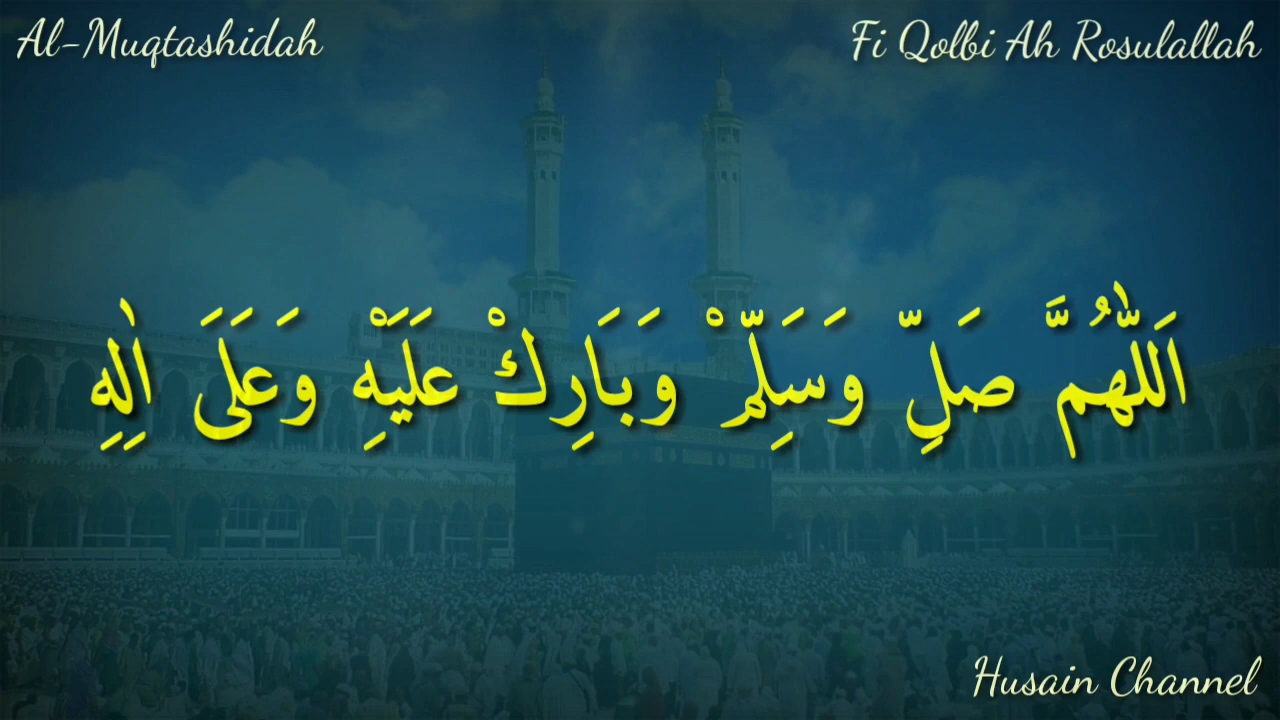 Al-Muqtashidah
Fi Qolbi Ah Rosulallah
اَللّٰهُمَّ صَلِّ وَسَلِّمْ وَبَارِكْ عَلَيْهِ وَعَلَى اٰلِهِ
Husain Channel